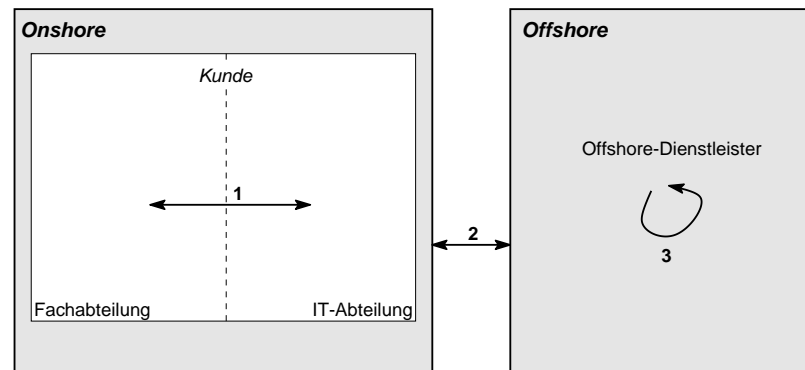 Onshore
Offshore
Kunde
Offshore-Dienstleister
1
2
3
Fachabteilung
IT-Abteilung